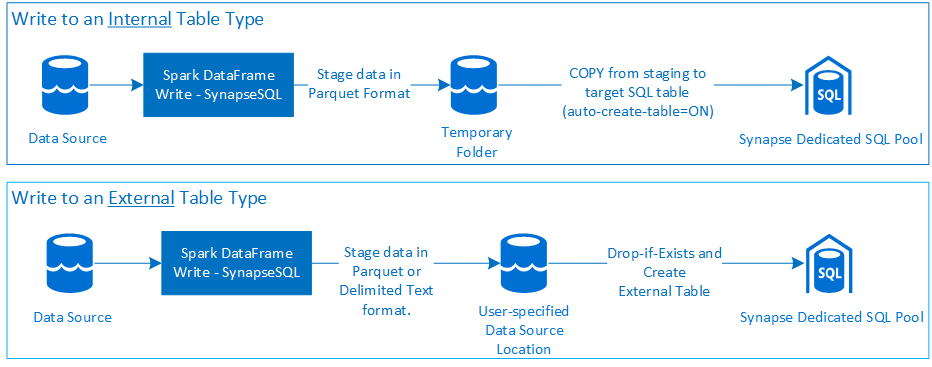 Write to an Internal Table Type
Data Source
Spark DataFrame
Write - SynapseSQL
Stage data in
Parquet Format
Temporary
Folder
COPY from staging to
target SQL table
(auto-create-table=ON)
SQL
Synapse Dedicated SQL Pool
Write to an External Table Type
Data Source
Spark DataFrame
Write - SynapseSQL
Stage data in
Parquet or
Delimited Text
format.
User-specified
Data Source
Location
Drop-if-Exists and
Create
External Table
SQL
Synapse Dedicated SQL Pool